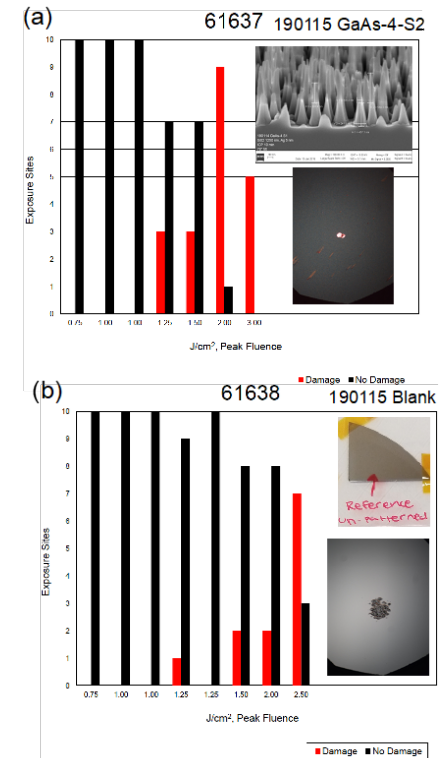 (a)
61637 190115 GaAs-4-S2
10
9
8
7
6
5
4
3
2
1
0
Exposure Sites
0.75 1.00 1.00 1.25 1.50 2.00 3.00
J/cm², Peak Fluence
Damage No Damage
(b)
61638 190115 Blank
10
9
8
7
6
5
4
3
2
1
0
Exposure Sites
Reference
un-patterned
0.75 1.00 1.00 1.25 1.25 1.50 2.00 2.50
J/cm², Peak Fluence
Damage No Damage